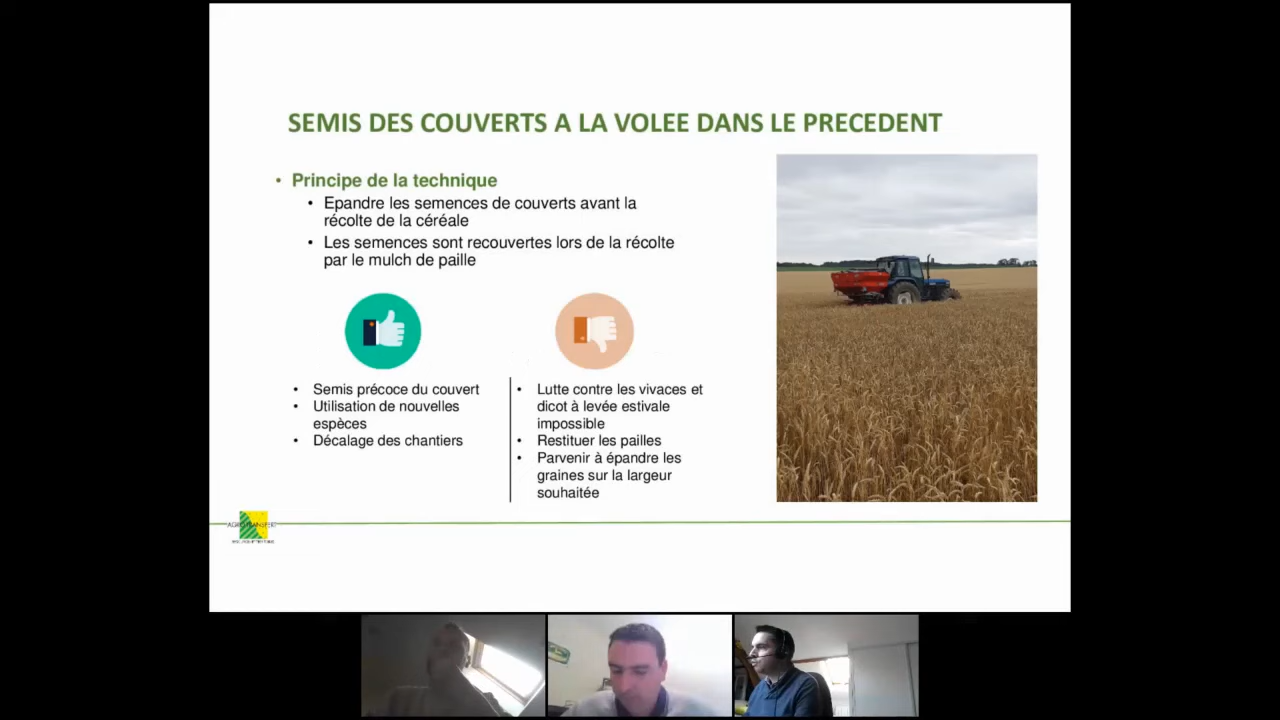 SEMIS DES COUVERTS A LA VOLEE DANS LE PRECEDENT
• Principe de la technique
• Epandre les semences de couverts avant la
récolte de la céréale
• Les semences sont recouvertes lors de la récolte
par le mulch de paille
• Semis précoce du couvert
• Utilisation de nouvelles
espèces
• Décalage des chantiers
• Lutte contre les vivaces et
dicot à levée estivale
impossible
• Restituer les pailles
• Parvenir à épandre les
graines sur la largeur
souhaitée